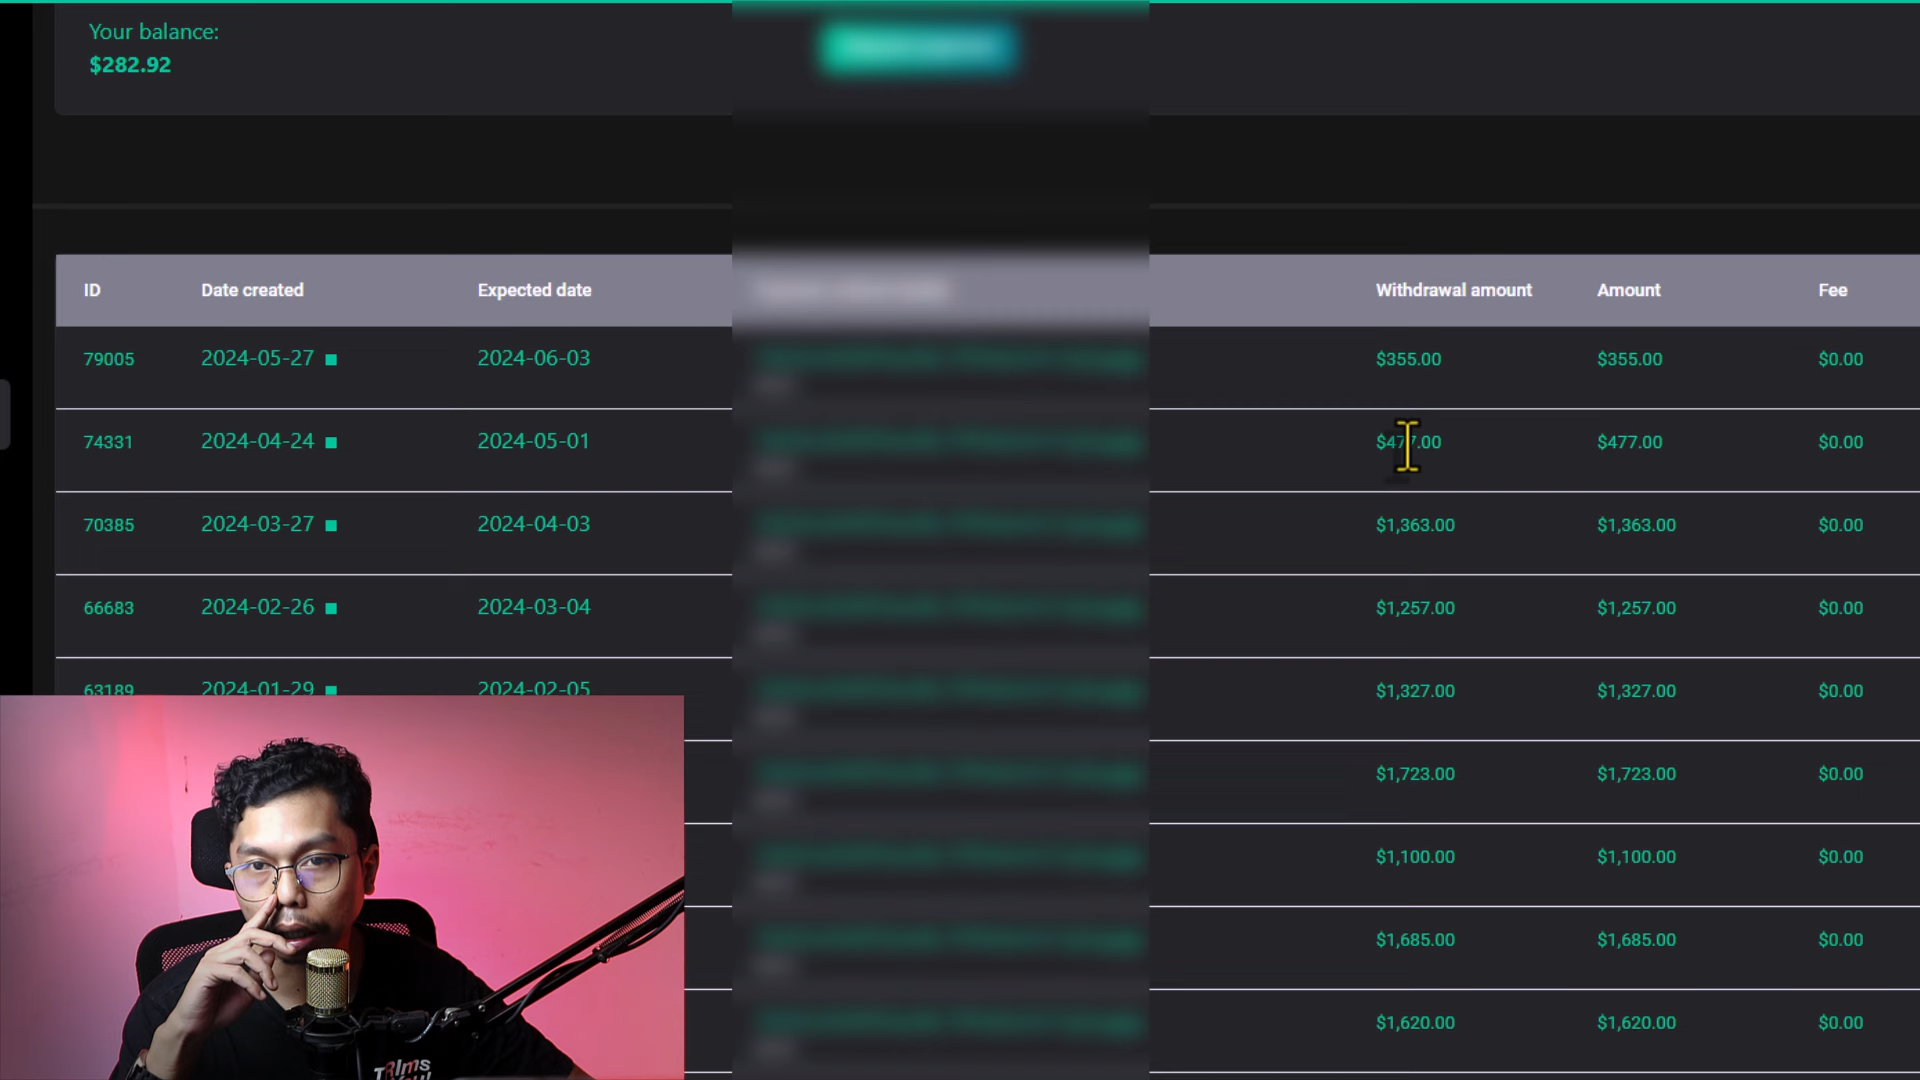 Your balance:
$282.92
ID Date created Expected date Withdrawal amount Amount Fee
79005 2024-05-27 2024-06-03 $355.00 $355.00 $0.00
74331 2024-04-24 2024-05-01 $477.00 $477.00 $0.00
70385 2024-03-27 2024-04-03 $1,363.00 $1,363.00 $0.00
66683 2024-02-26 2024-03-04 $1,257.00 $1,257.00 $0.00
63189 2024-01-29 2024-02-05 $1,327.00 $1,327.00 $0.00
$1,723.00 $1,723.00 $0.00
$1,100.00 $1,100.00 $0.00
$1,685.00 $1,685.00 $0.00
$1,620.00 $1,620.00 $0.00
TRIms
You!